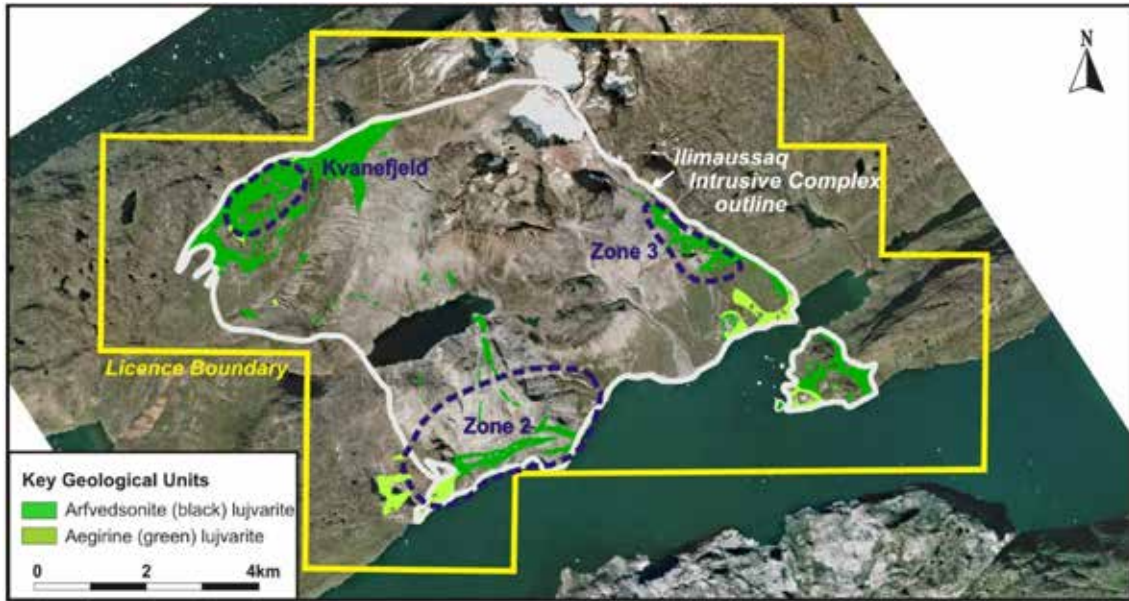 N
Kvanefjeld
Ilimaussaq
Intrusive Complex
outline
Zone 3
Licence Boundary
Zone 2
Key Geological Units
Arfvedsonite (black) lujvarite
Aegirine (green) lujvarite
0 2 4km